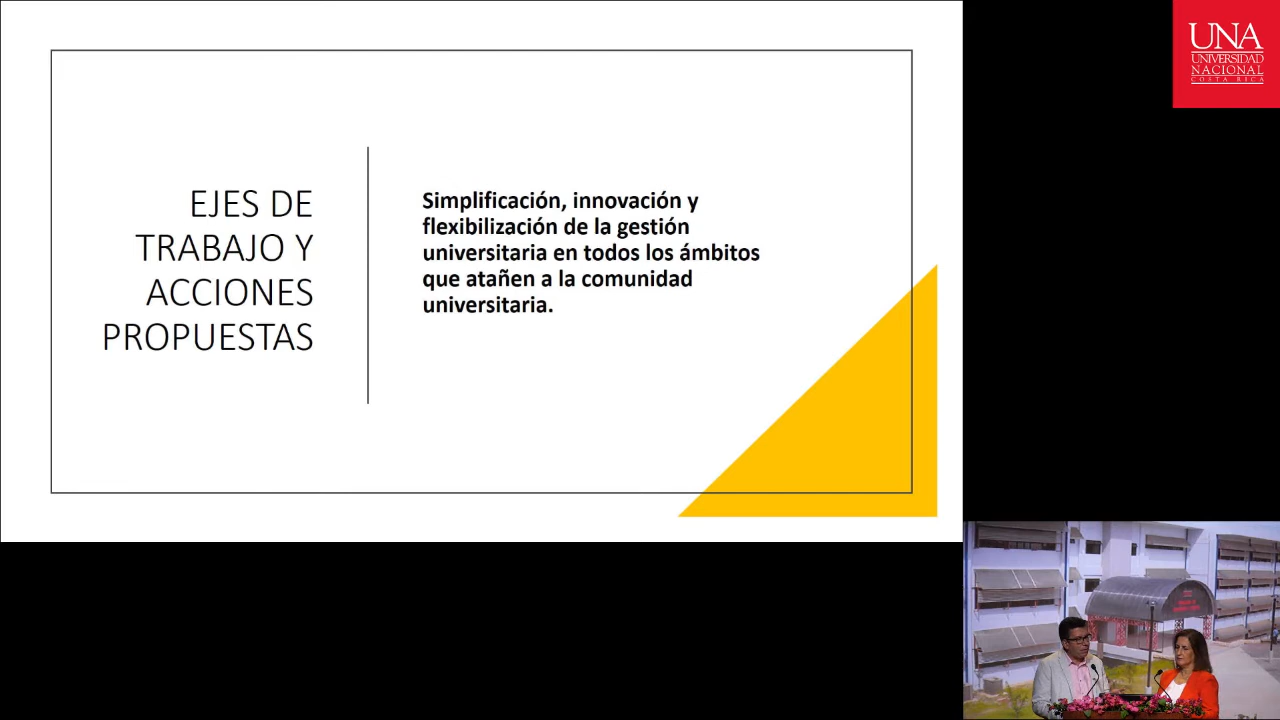 EJES DE
TRABAJO Y
ACCIONES
PROPUESTAS
Simplificación, innovación y
flexibilización de la gestión
universitaria en todos los ámbitos
que atañen a la comunidad
universitaria.
UNA
UNIVERSIDAD
NACIONAL
COSTA RICA